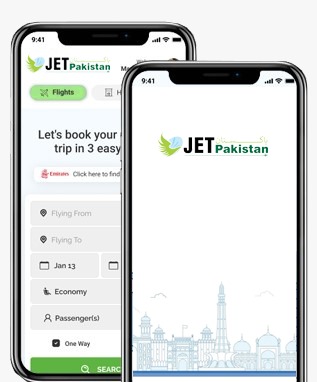 9:41
JET Pakistan
Flights
H
Let's book your
trip in 3 easy
Emirates Click here to find
Flying From
Flying To
Jan 13
Economy
Passenger(s)
One Way
SEARC
9:41
JET Pakistan